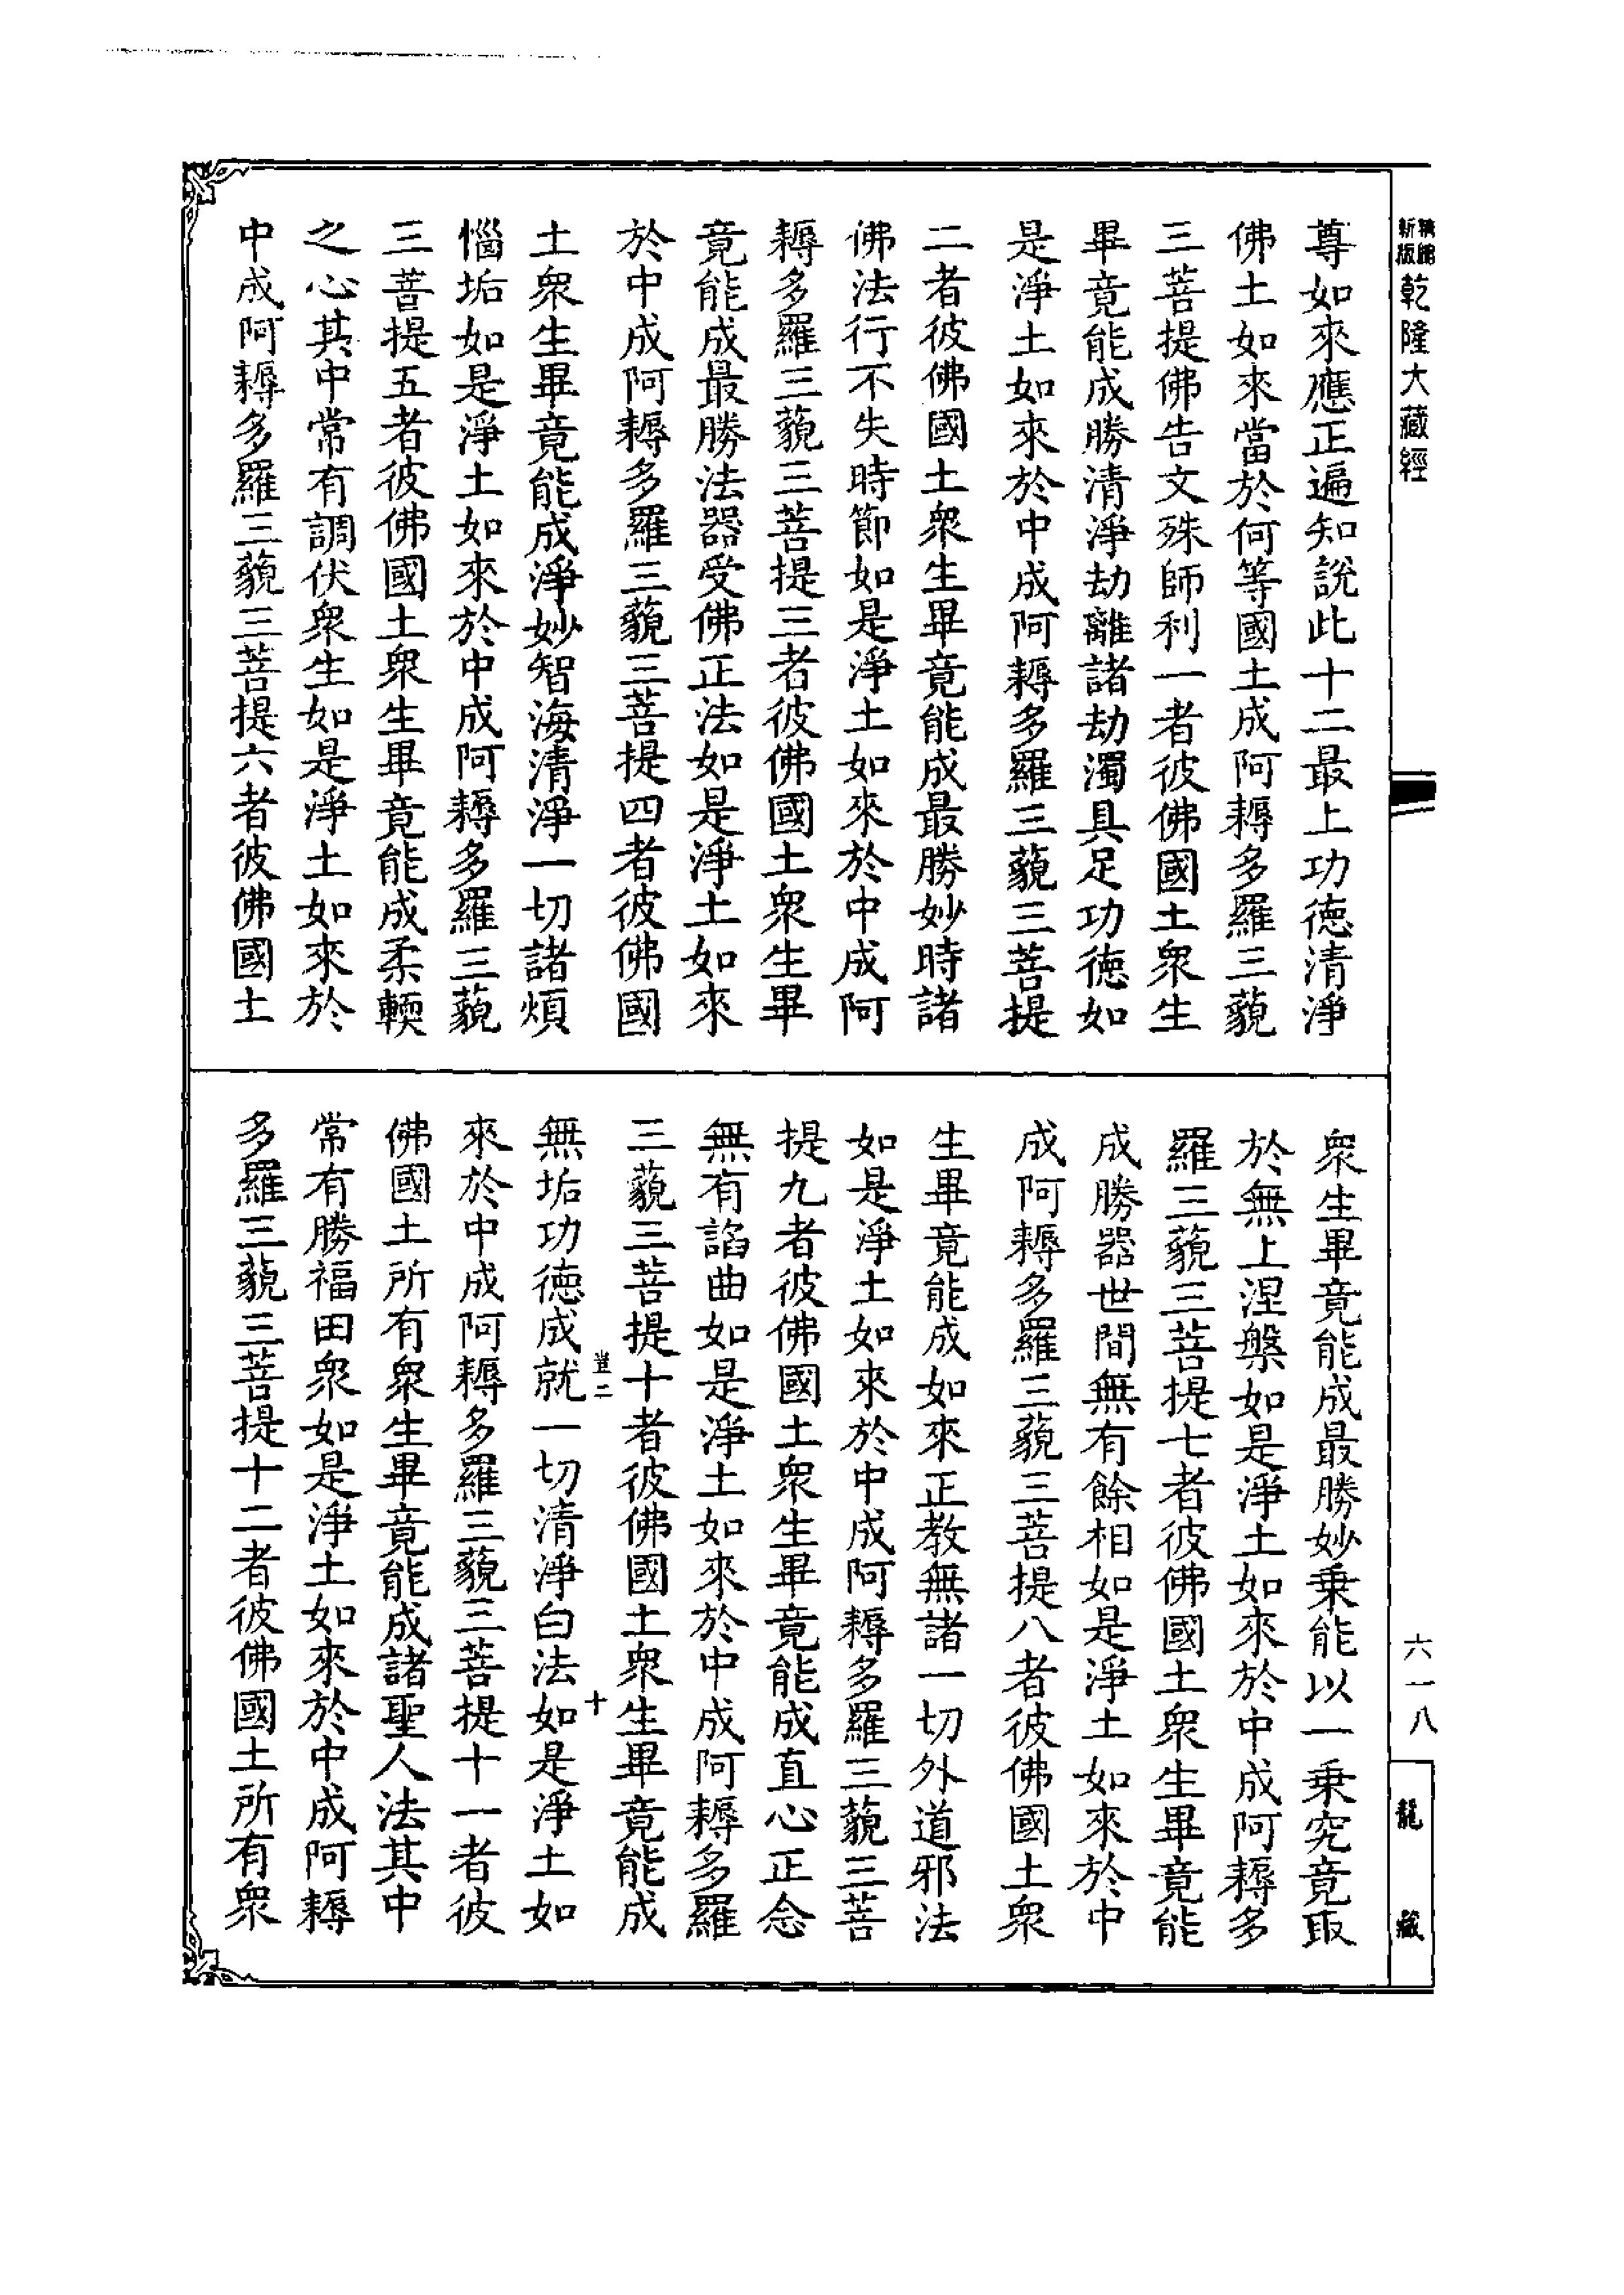 新版
精縮
乾隆大藏經
尊如來應正遍知說此十二最上功德清淨
佛土如來當於何等國土成阿耨多羅三藐
三菩提佛告文殊師利一者彼佛國土衆生
畢竟能成勝清淨劫離諸劫濁具足功德如
是淨土如來於中成阿耨多羅三藐三菩提
二者彼佛國土衆生畢竟能成最勝妙時諸
佛法行不失時節如是淨土如來於中成阿
耨多羅三藐三菩提三者彼佛國土衆生畢
竟能成最勝法器受佛正法如是淨土如來
於中成阿耨多羅三藐三菩提四者彼佛國
土衆生畢竟能成淨妙智海清淨一切諸煩
惱垢如是淨土如來於中成阿耨多羅三藐
三菩提五者彼佛國土衆生畢竟能成柔輭
之心其中常有調伏衆生如是淨土如來於
中成阿耨多羅三藐三菩提六者彼佛國土
衆生畢竟能成最勝妙乘能以一乘究竟取
於無上涅槃如是淨土如來於中成阿耨多
羅三藐三菩提七者彼佛國土衆生畢竟能
成勝器世間無有餘相如是淨土如來於中
成阿耨多羅三藐三菩提八者彼佛國土衆
生畢竟能成如來正教無諸一切外道邪法
如是淨土如來於中成阿耨多羅三藐三菩
提九者彼佛國土衆生畢竟能成直心正念
無有諂曲如是淨土如來於中成阿耨多羅
三藐三菩提十者彼佛國土衆生畢竟能成
豈二
十
無垢功德成就一切清淨白法如是淨土如
來於中成阿耨多羅三藐三菩提十一者彼
佛國土所有衆生畢竟能成諸聖人法其中
常有勝福田衆如是淨土如來於中成阿耨
多羅三藐三菩提十二者彼佛國土所有衆
六一八
龍藏